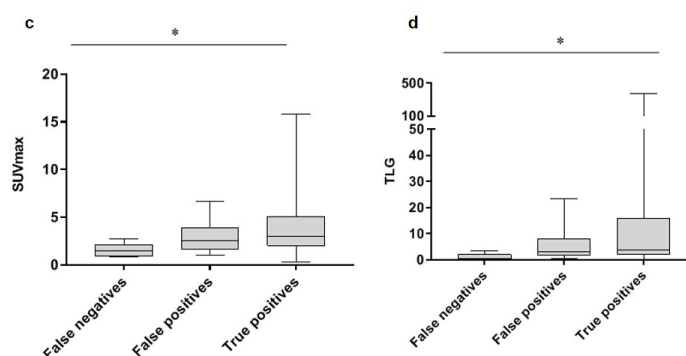 c
*
20
15
10
5
0
SUVmax
False negatives
False positives
True positives
d
*
500
100
50
40
30
20
10
0
TLG
False negatives
False positives
True positives